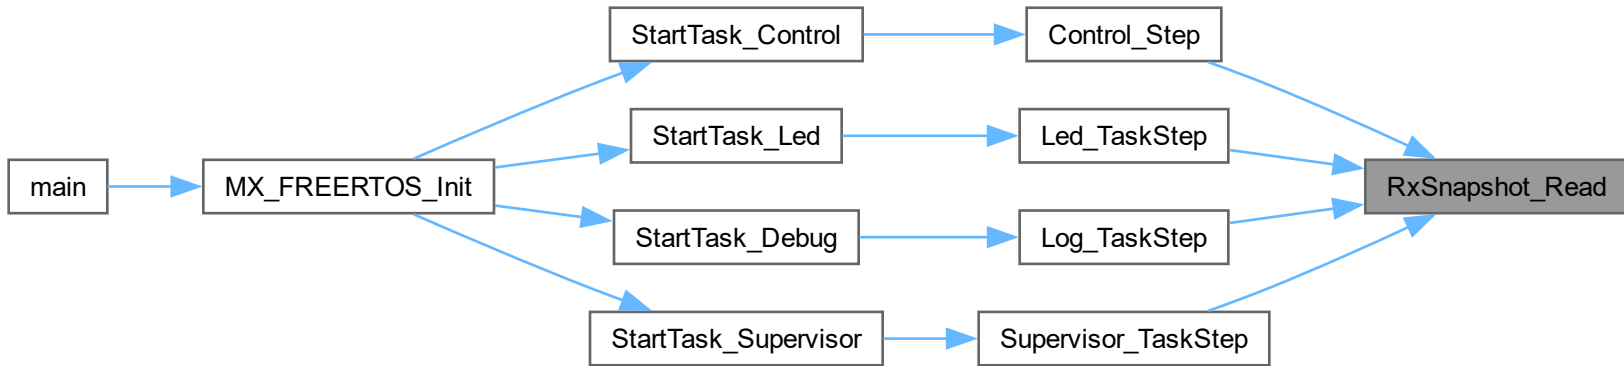 StartTask_Control
Control_Step
StartTask_Led
Led_TaskStep
main
MX_FREERTOS_Init
RxSnapshot_Read
StartTask_Debug
Log_TaskStep
StartTask_Supervisor
Supervisor_TaskStep